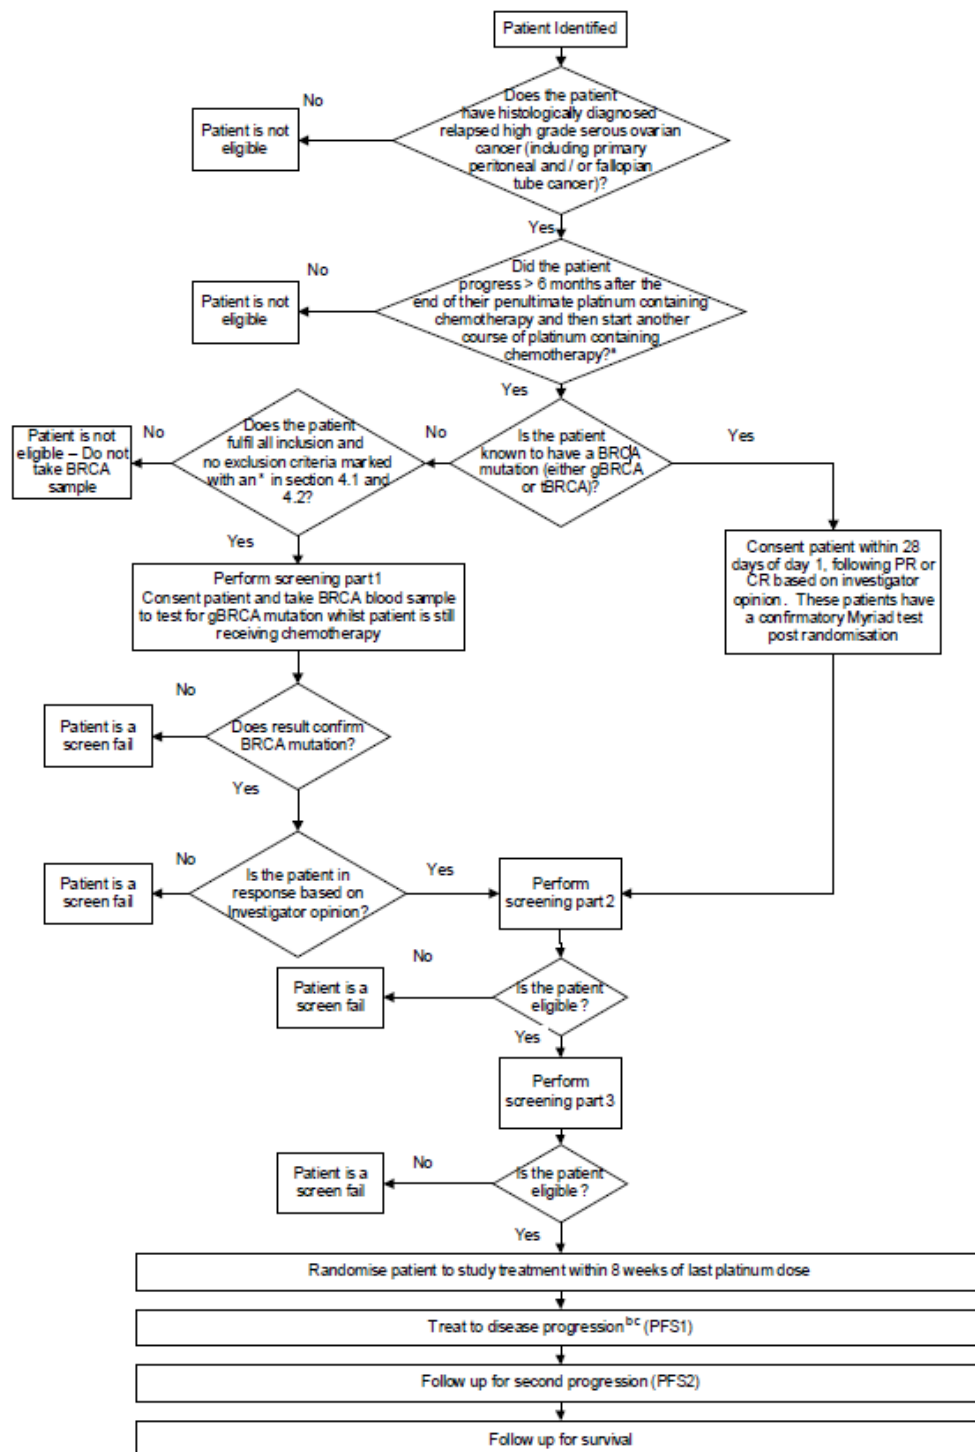 Patient Identified
No
Patient is not
eligible
Does the patient
have histologically diagnosed
relapsed high grade serous ovarian
cancer (including primary
peritoneal and / or fallopian
tube cancer)?
Yes
No
Patient is not
eligible
Did the patient
progress > 6 months after the
end of their penultimate platinum containing
chemotherapy and then start another
course of platinum containing
chemotherapy?*
Yes
Patient is not
eligible – Do not
take BRCA
sample
No
Does the patient
fulfil all inclusion and
no exclusion criteria marked
with an * in section 4.1 and
4.2?
No
Is the patient
known to have a BRCA
mutation (either gBRCA
or tBRCA)?
Yes
Yes
Perform screening part 1
Consent patient and take BRCA blood sample
to test for gBRCA mutation whilst patient is still
receiving chemotherapy
Consent patient within 28
days of day 1, following PR or
CR based on investigator
opinion. These patients have
a confirmatory Myriad test
post randomisation
No
Patient is a
screen fail
Does result confirm
BRCA mutation?
Yes
No
Patient is a
screen fail
Is the patient in
response based on
Investigator opinion?
Yes
Perform
screening part 2
No
Patient is a
screen fail
Is the patient
eligible ?
Yes
Perform
screening part 3
No
Patient is a
screen fail
Is the patient
eligible ?
Yes
Randomise patient to study treatment within 8 weeks of last platinum dose
Treat to disease progression b c (PFS1)
Follow up for second progression (PFS2)
Follow up for survival